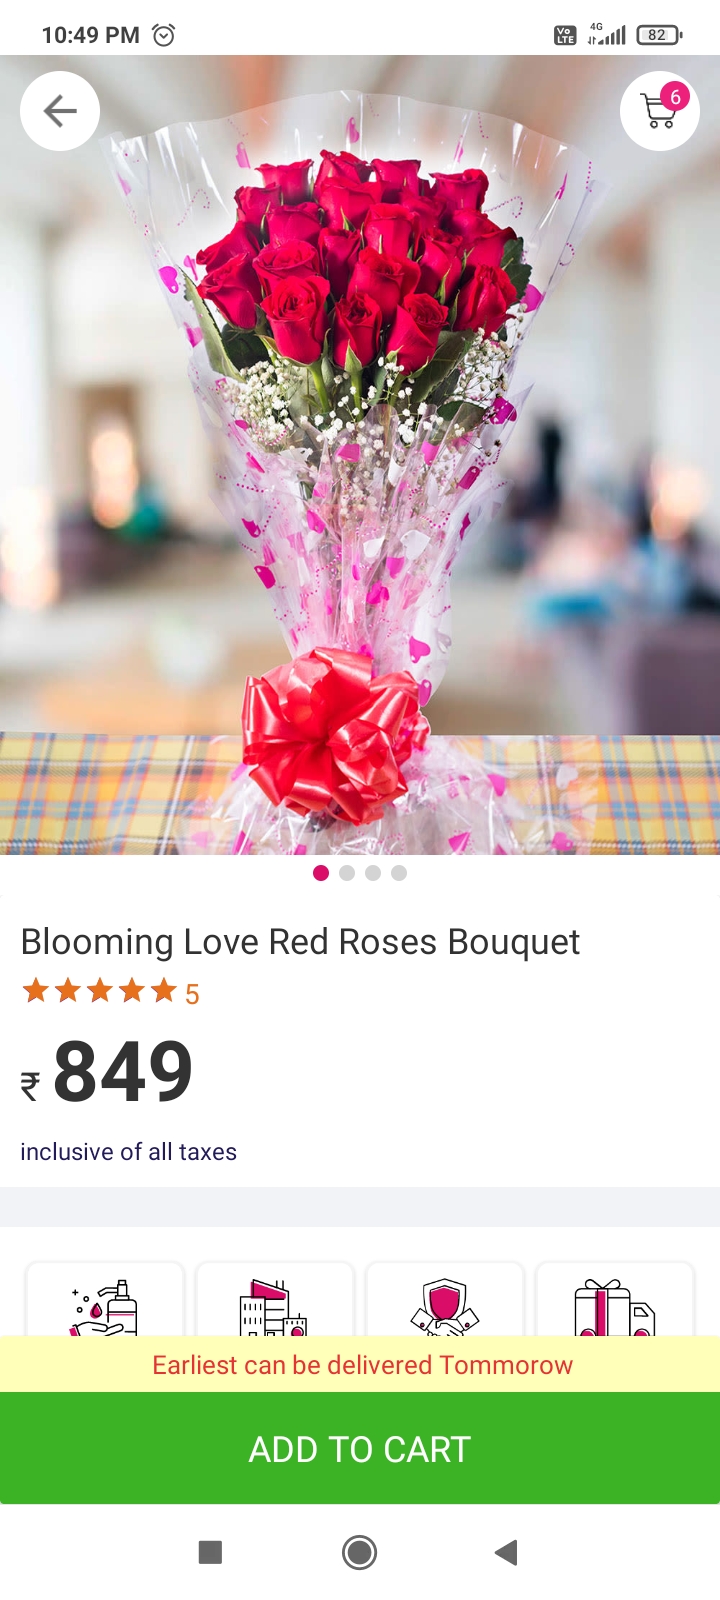 10:49 PM
Vo LTE 4G 82
6
Blooming Love Red Roses Bouquet
5
₹ 849
inclusive of all taxes
Earliest can be delivered Tommorow
ADD TO CART